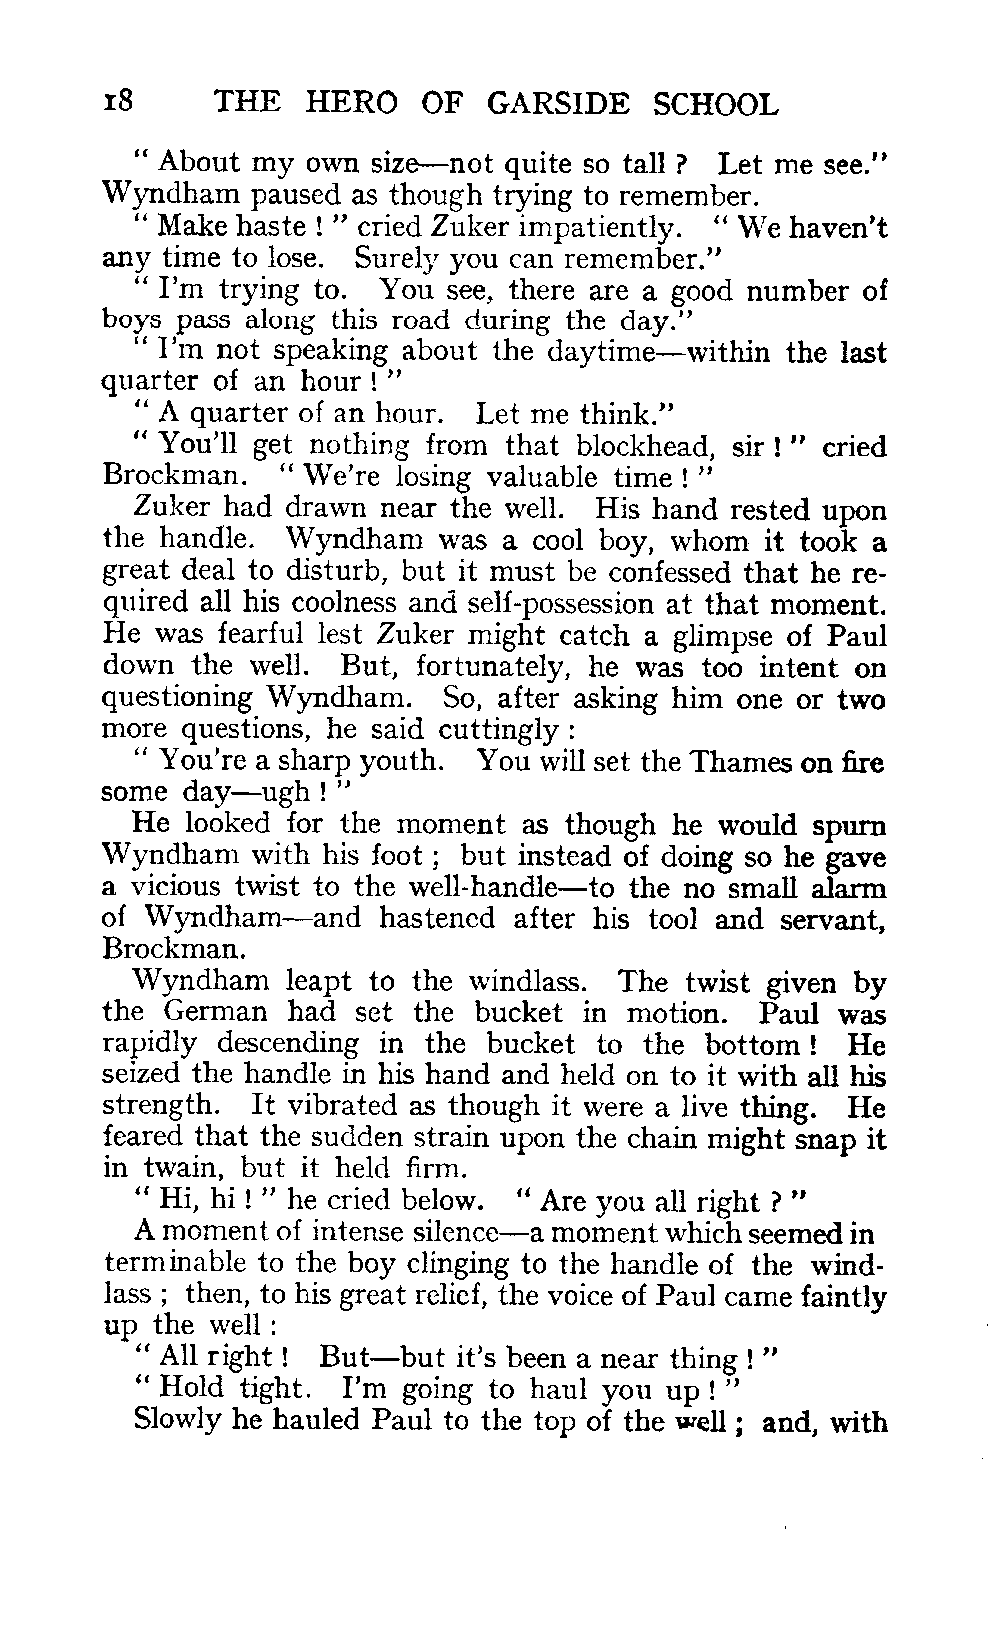 18 THE HERO OF GARSIDE SCHOOL
" About my own size—not quite so tall ? Let me see."
Wyndham paused as though trying to remember.
" Make haste ! " cried Zuker impatiently. " We haven't
any time to lose. Surely you can remember."
" I'm trying to. You see, there are a good number of
boys pass along this road during the day."
" I'm not speaking about the daytime—within the last
quarter of an hour ! "
" A quarter of an hour. Let me think."
" You'll get nothing from that blockhead, sir ! " cried
Brockman. " We're losing valuable time ! "
Zuker had drawn near the well. His hand rested upon
the handle. Wyndham was a cool boy, whom it took a
great deal to disturb, but it must be confessed that he re-
quired all his coolness and self-possession at that moment.
He was fearful lest Zuker might catch a glimpse of Paul
down the well. But, fortunately, he was too intent on
questioning Wyndham. So, after asking him one or two
more questions, he said cuttingly :
" You're a sharp youth. You will set the Thames on fire
some day—ugh ! "
He looked for the moment as though he would spurn
Wyndham with his foot ; but instead of doing so he gave
a vicious twist to the well-handle—to the no small alarm
of Wyndham—and hastened after his tool and servant,
Brockman.
Wyndham leapt to the windlass. The twist given by
the German had set the bucket in motion. Paul was
rapidly descending in the bucket to the bottom ! He
seized the handle in his hand and held on to it with all his
strength. It vibrated as though it were a live thing. He
feared that the sudden strain upon the chain might snap it
in twain, but it held firm.
" Hi, hi ! " he cried below. " Are you all right ? "
A moment of intense silence—a moment which seemed in
terminable to the boy clinging to the handle of the wind-
lass ; then, to his great relief, the voice of Paul came faintly
up the well :
" All right ! But—but it's been a near thing ! "
" Hold tight. I'm going to haul you up ! "
Slowly he hauled Paul to the top of the well ; and, with